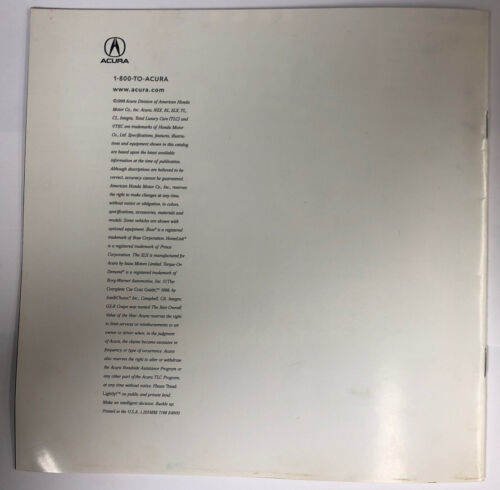 ACURA
1-800-TO-ACURA
www.acura.com
Acura Division of American Honda
Motor Co., Inc. Acura, NSX, RL, SLX, TL,
CL, Integra, Total Luxury Care (TLC) and
VTEC are trademarks of Honda Motor
Co., Ltd. Specifications, features, illustra-
tions and equipment shown in this catalog
are based upon the latest available
information at the time of publication.
Although descriptions are believed to be
correct, accuracy cannot be guaranteed.
American Honda Motor Co., Inc., reserves
the right to make changes at any time,
without notice or obligation, in colors,
specifications, accessories, materials and
models. Some vehicles are shown with
optional equipment. Bose® is a registered
trademark of Bose Corporation. HomeLink®
is a registered trademark of Prince
Corporation. The SLX is manufactured for
Acura by Isuzu Motors Limited. Torque On
Demand® is a registered trademark of
Borg-Warner Automotive, Inc. ©The
Complete Car Cost Guide,™ 1998, by
IntelliChoice,® Inc., Campbell, CA. Integra
GS-R Coupe was named The Best Overall
Value of the Year. Acura reserves the right
to limit services or reimbursements to an
owner or driver when, in the judgment
of Acura, the claims become excessive in
frequency or type of occurrence. Acura
also reserves the right to alter or withdraw
the Acura Roadside Assistance Program or
any other part of the Acura TLC Program,
at any time without notice. Please "Tread
Lightly!"™ on public and private land.
Make an intelligent decision. Buckle up.
Printed in the U.S.A.